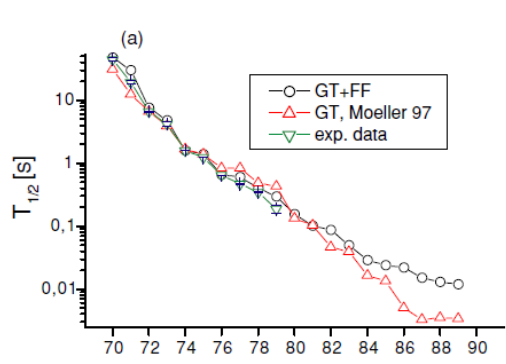 (a)
GT+FF
GT, Moeller 97
exp. data
T1/2 [s]
10
1
0,1
0,01
70 72 74 76 78 80 82 84 86 88 90